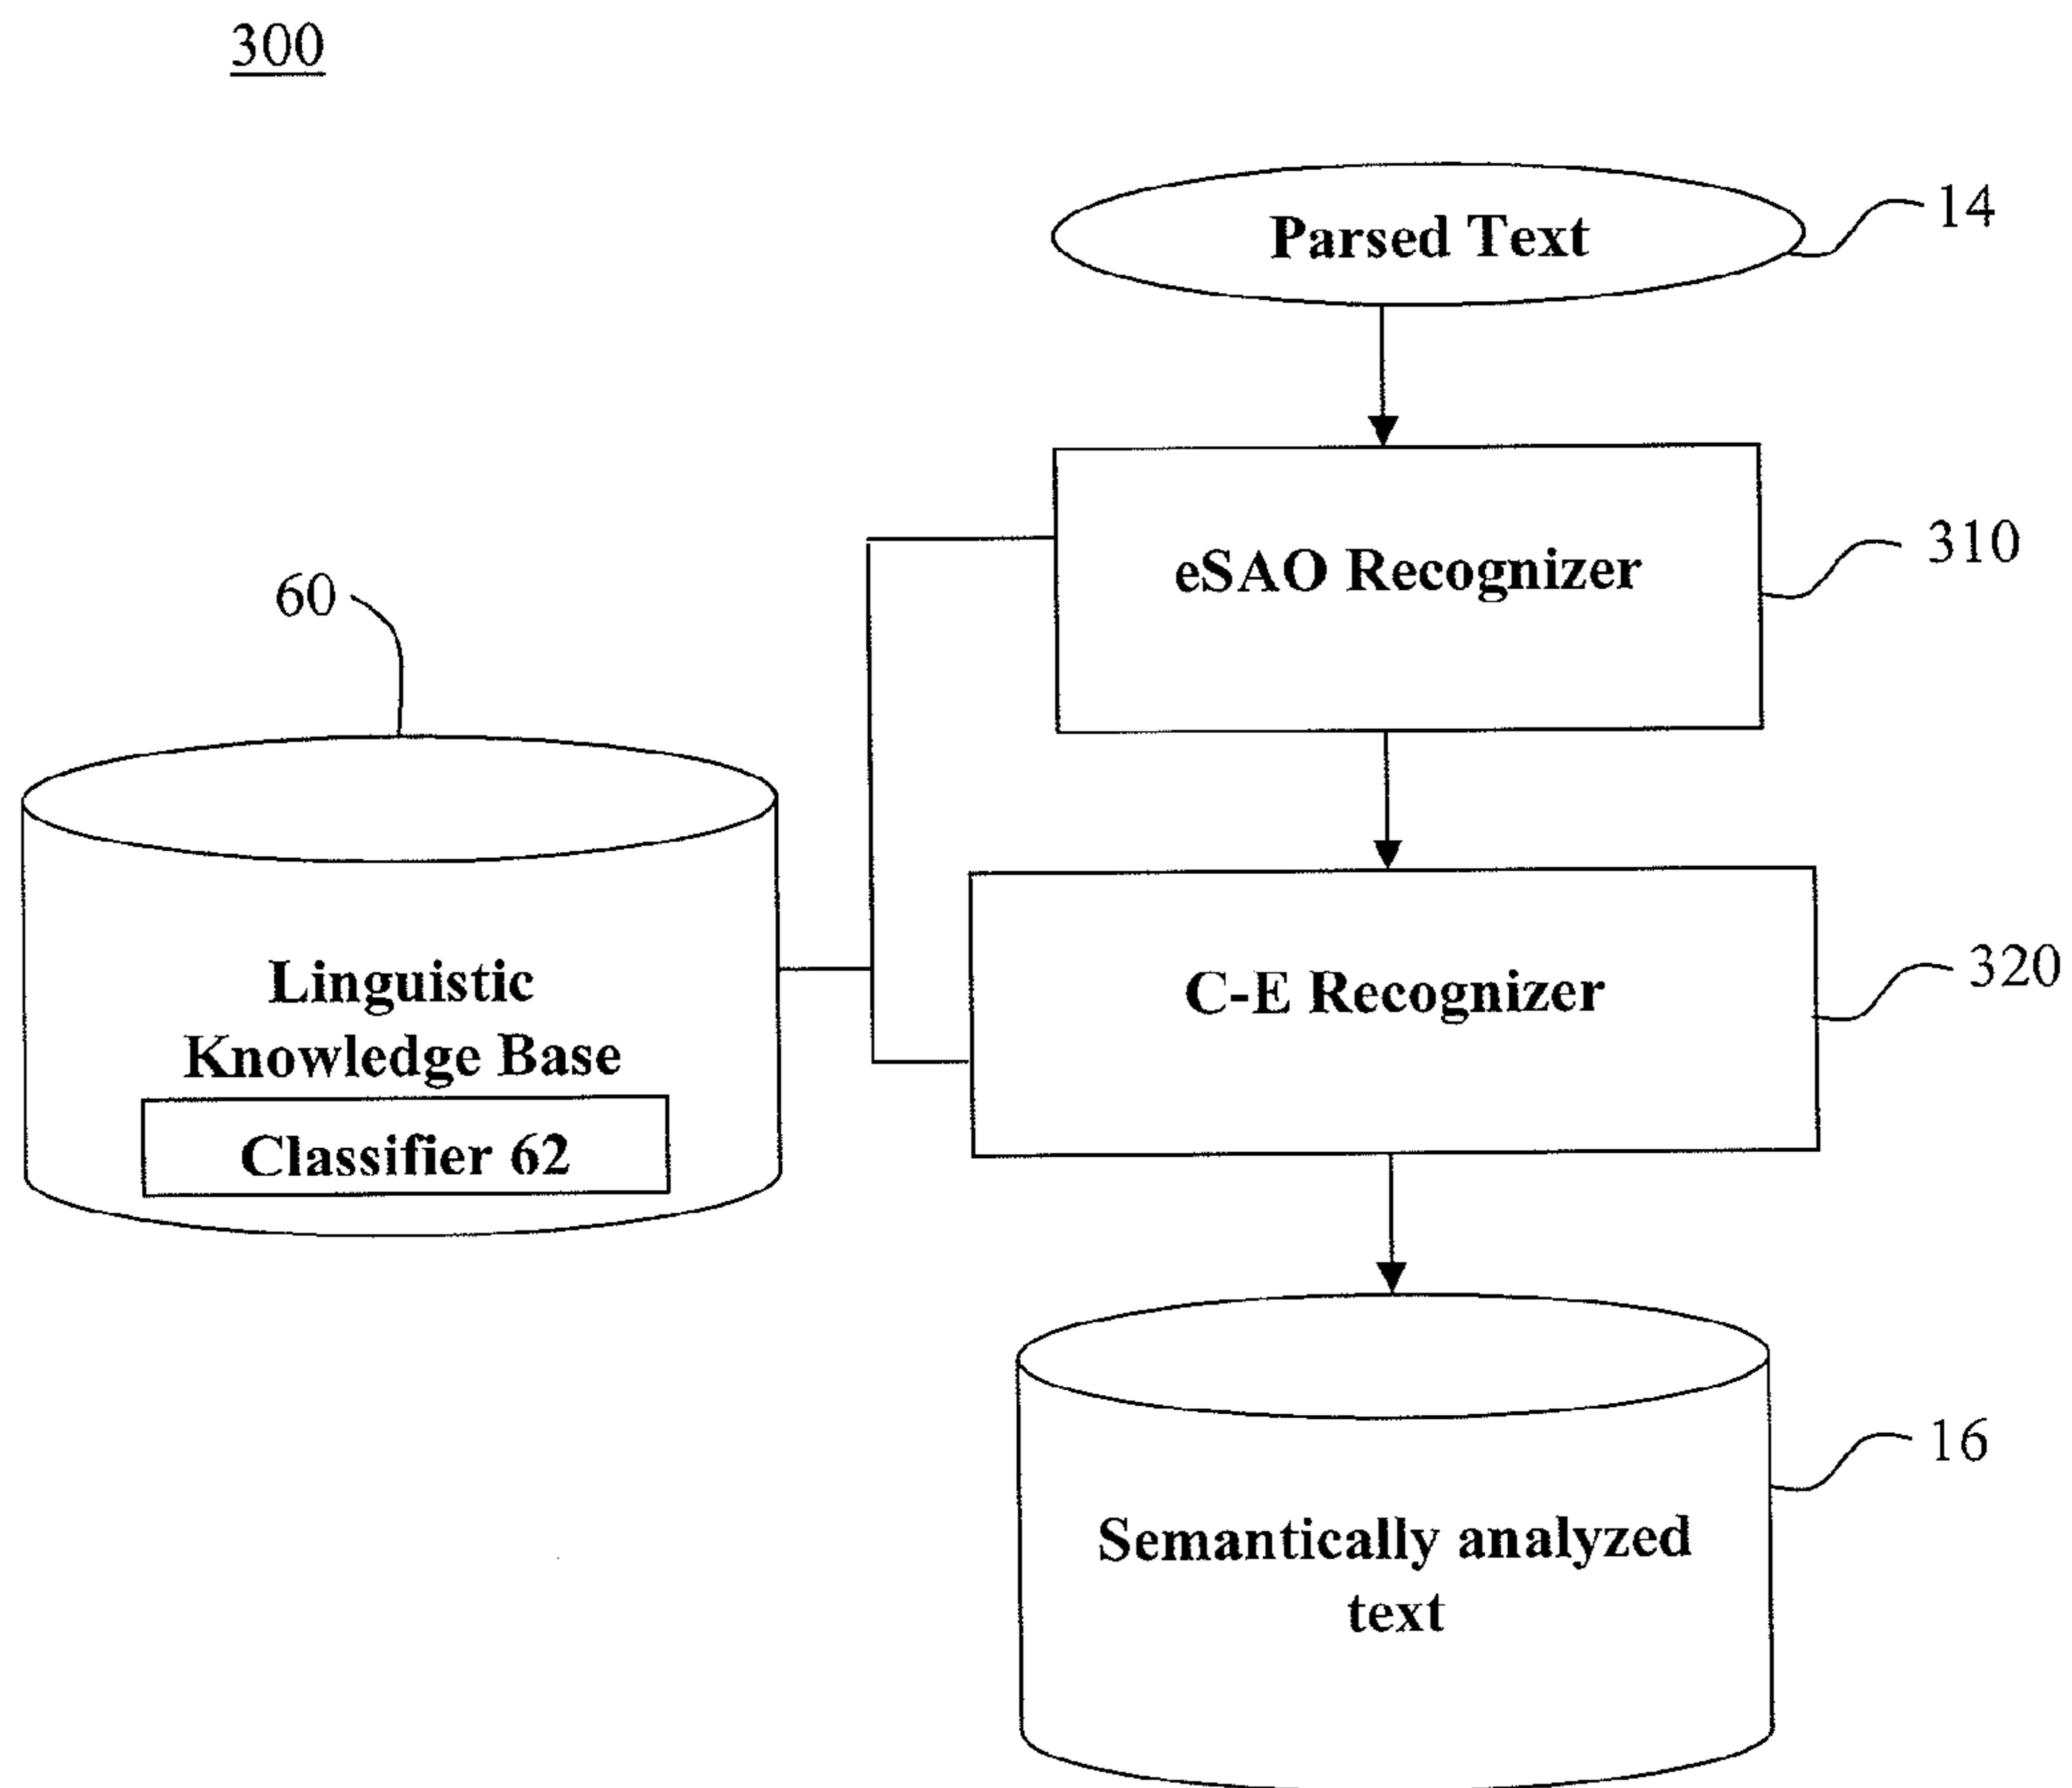 300
Parsed Text
14
eSAO Recognizer
310
60
Linguistic
Knowledge Base
Classifier 62
C-E Recognizer
320
Semantically analyzed
text
16